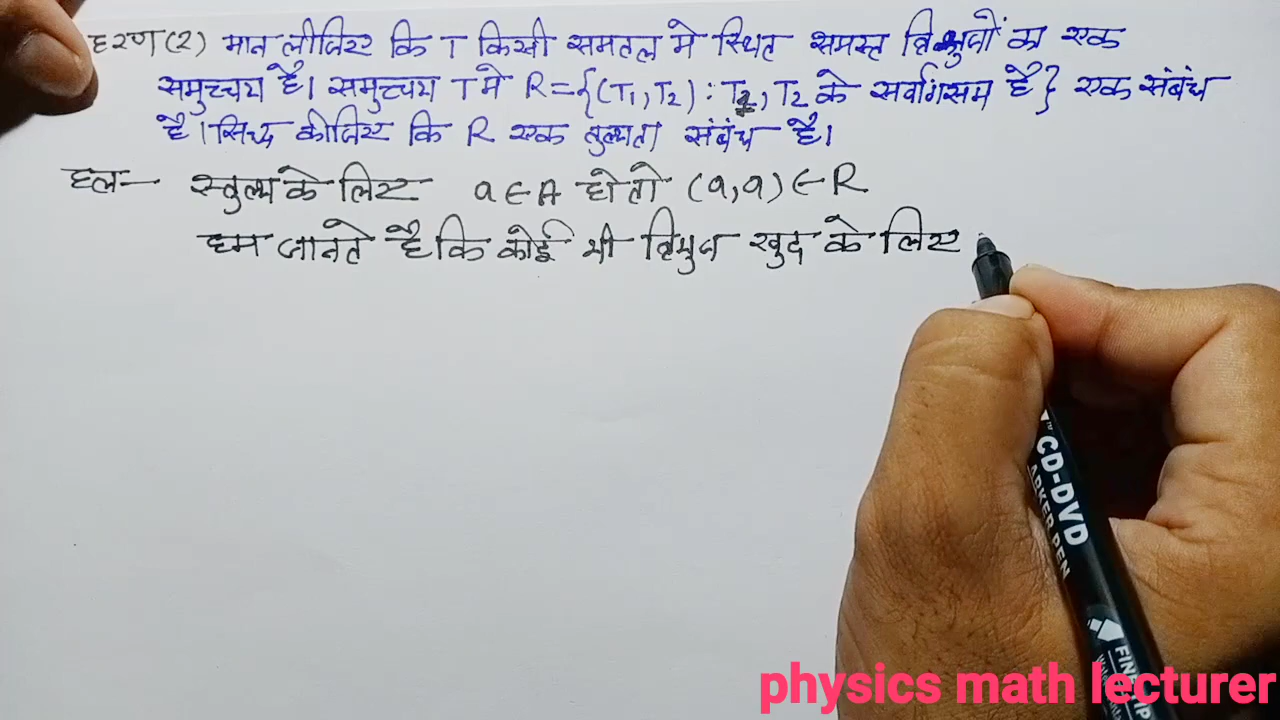 हरण (2) मान लीजिए कि T किसी समतल मे स्थित समस्त त्रिभुजों का एक
समुच्चय है। समुच्चय T मे R={(T₁,T₂) : T₁,T₂ के सर्वागसम है} एक संबंध
है। सिध्द कीजिए कि R एक तुल्यता संबंध है।
हल- स्वतुल्य के लिए a∈A हो तो (a,a)∈R
हम जानते है कि कोई भी त्रिभुज खुद के लिए
CD-DVD
MARKER PEN
physics math lecturer